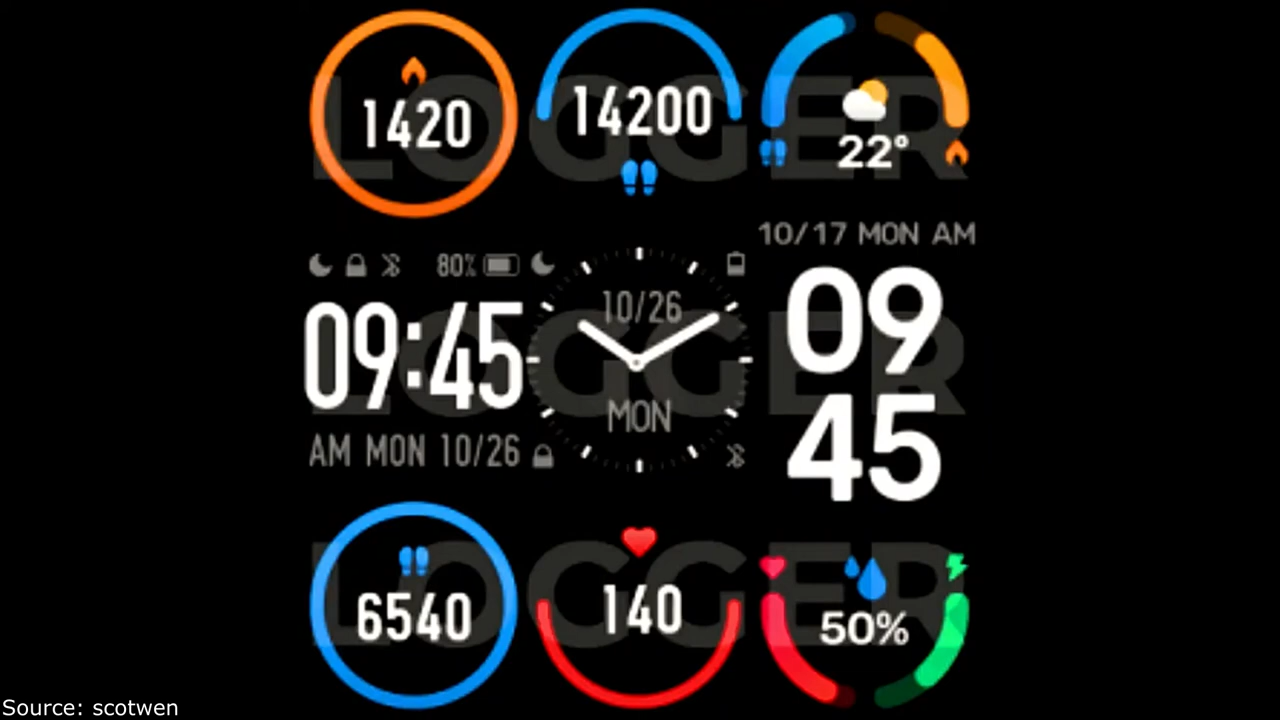 LOGGER
1420
14200
22°
10/17 MON AM
80%
09:45
AM MON 10/26
10/26
MON
LOGGER
09
45
LOGGER
6540
140
50%
Source: scotwen